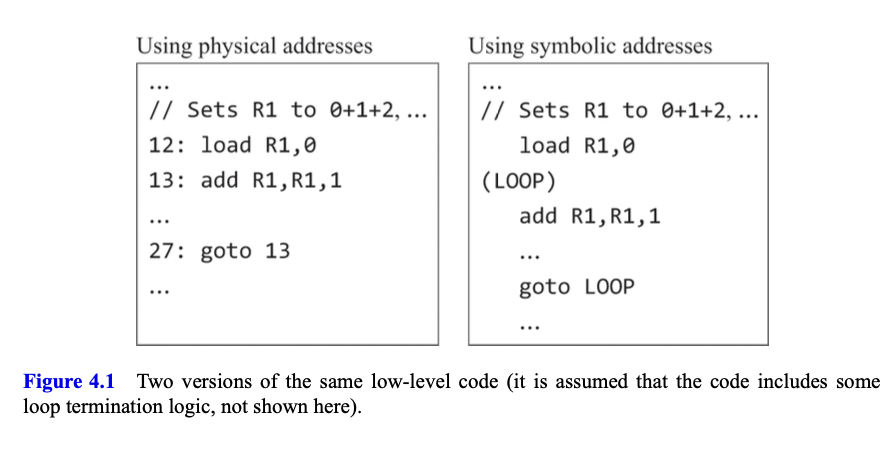 Using physical addresses
...
// Sets R1 to 0+1+2, ...
12: load R1,0
13: add R1,R1,1
...
27: goto 13
...
Using symbolic addresses
...
// Sets R1 to 0+1+2, ...
load R1,0
(LOOP)
add R1,R1,1
...
goto LOOP
...
Figure 4.1 Two versions of the same low-level code (it is assumed that the code includes some
loop termination logic, not shown here).